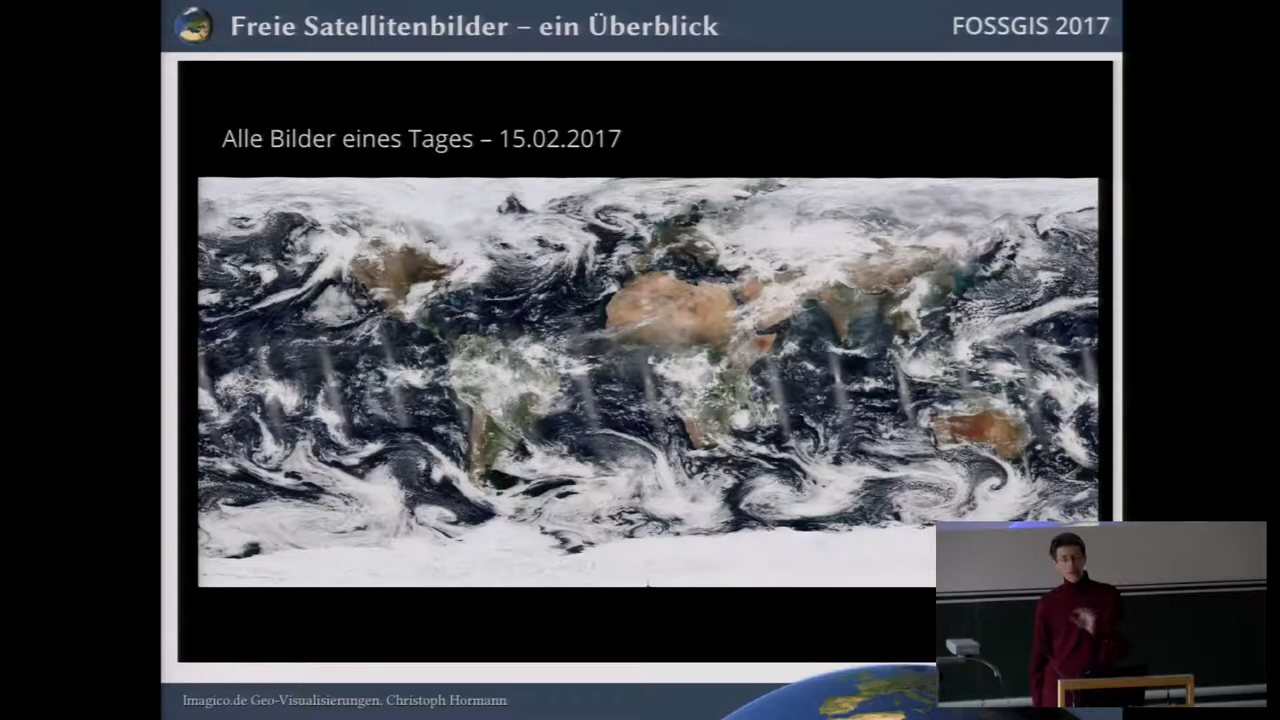 Freie Satellitenbilder – ein Überblick
FOSSGIS 2017
Alle Bilder eines Tages – 15.02.2017
Imagico.de Geo-Visualisierungen, Christoph Hormann